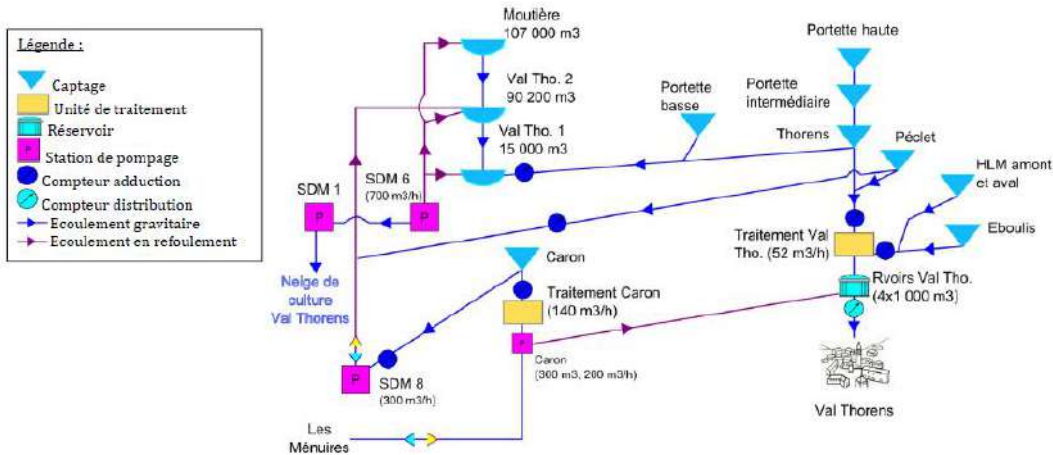 Légende :
Captage
Unité de traitement
Réservoir
P Station de pompage
Compteur adduction
Compteur distribution
Ecoulement gravitaire
Ecoulement en refoulement
Moutière
107 000 m3
Val Tho. 2
90 200 m3
Val Tho. 1
15 000 m3
SDM 1
P
SDM 6
(700 m3/h)
P
Neige de
culture
Val Thorens
Portette
basse
Portette haute
Portette
intermédiaire
Thorens
Péclet
HLM amont
et aval
Eboulis
Traitement Val
Tho. (52 m3/h)
Rvoirs Val Tho.
(4x1 000 m3)
Val Thorens
Caron
Traitement Caron
(140 m3/h)
P
Caron
(300 m3, 200 m3/h)
P
SDM 8
(300 m3/h)
Les
Ménuires